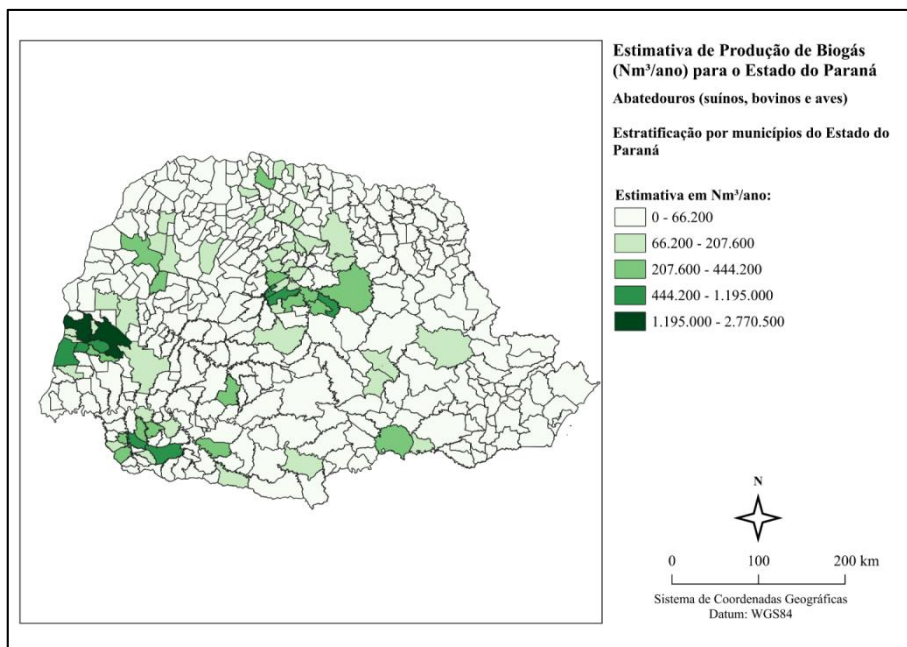 Estimativa de Produção de Biogás
(Nm³/ano) para o Estado do Paraná
Abatedouros (suínos, bovinos e aves)
Estratificação por municípios do Estado do
Paraná
Estimativa em Nm³/ano:
0 - 66.200
66.200 - 207.600
207.600 - 444.200
444.200 - 1.195.000
1.195.000 - 2.770.500
N
0 100 200 km
Sistema de Coordenadas Geográficas
Datum: WGS84